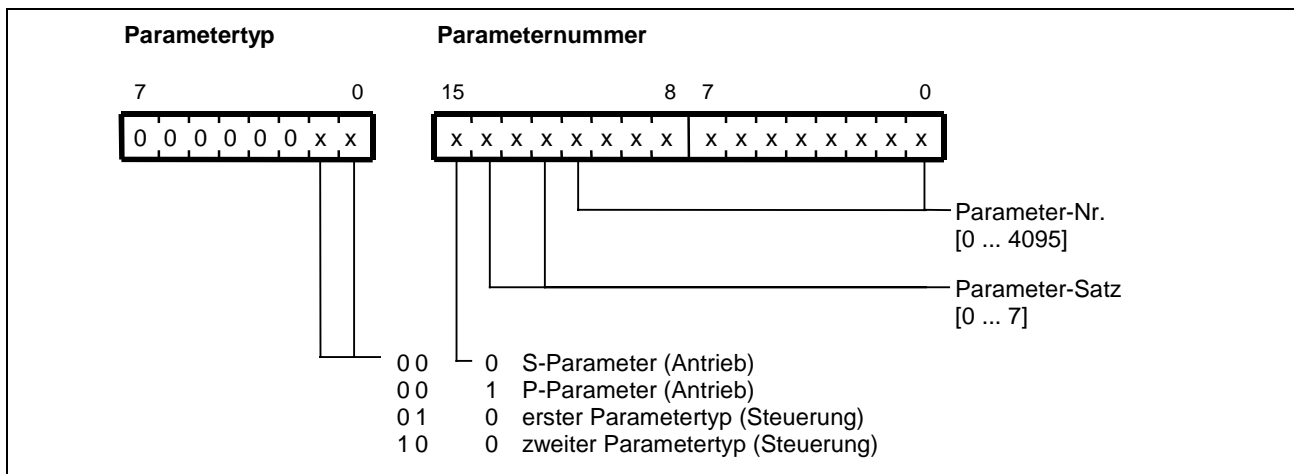 Parametertyp Parameternummer
7 0 15 8 7 0
0 0 0 0 0 0 x x x x x x x x x x x x x x x x x x
Parameter-Nr.
[0 ... 4095]
Parameter-Satz
[0 ... 7]
0 0 0 S-Parameter (Antrieb)
0 0 1 P-Parameter (Antrieb)
0 1 0 erster Parametertyp (Steuerung)
1 0 0 zweiter Parametertyp (Steuerung)